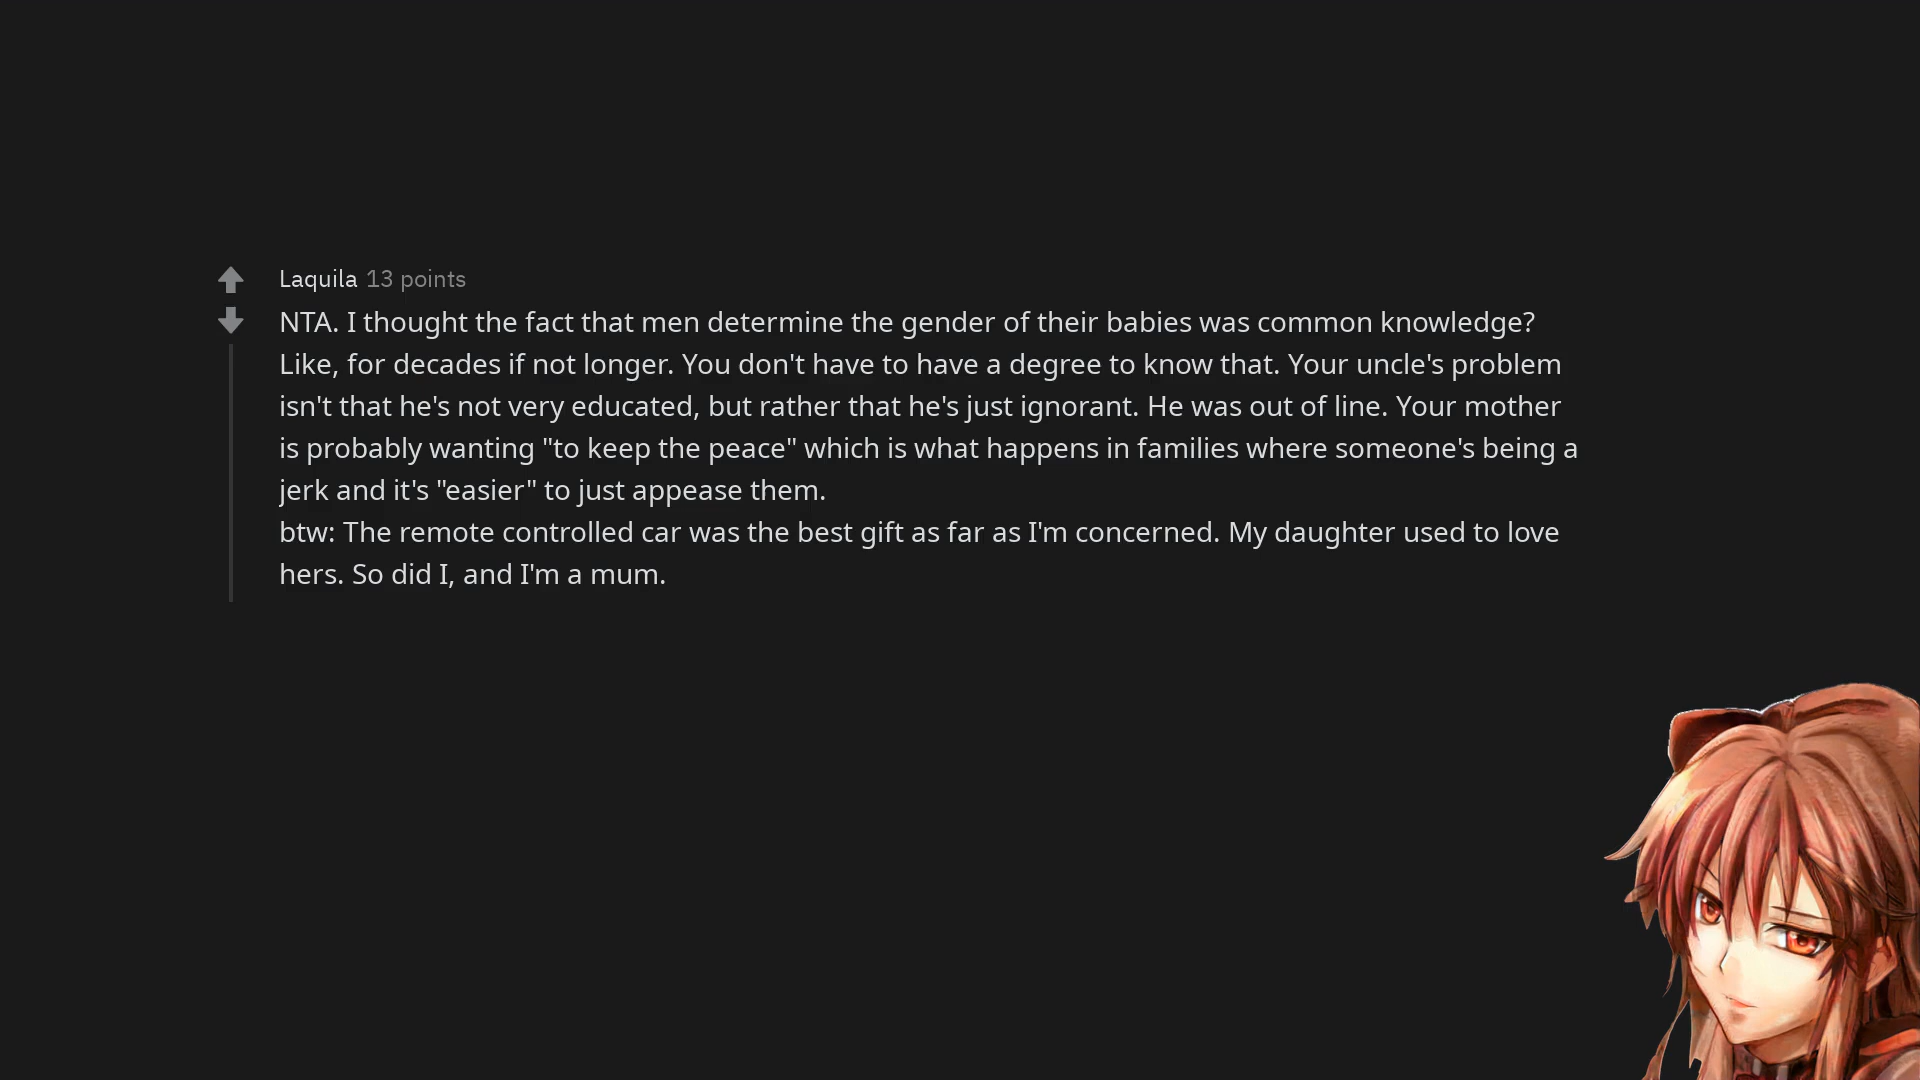 Laquila 13 points
NTA. I thought the fact that men determine the gender of their babies was common knowledge?
Like, for decades if not longer. You don't have to have a degree to know that. Your uncle's problem
isn't that he's not very educated, but rather that he's just ignorant. He was out of line. Your mother
is probably wanting "to keep the peace" which is what happens in families where someone's being a
jerk and it's "easier" to just appease them.
btw: The remote controlled car was the best gift as far as I'm concerned. My daughter used to love
hers. So did I, and I'm a mum.